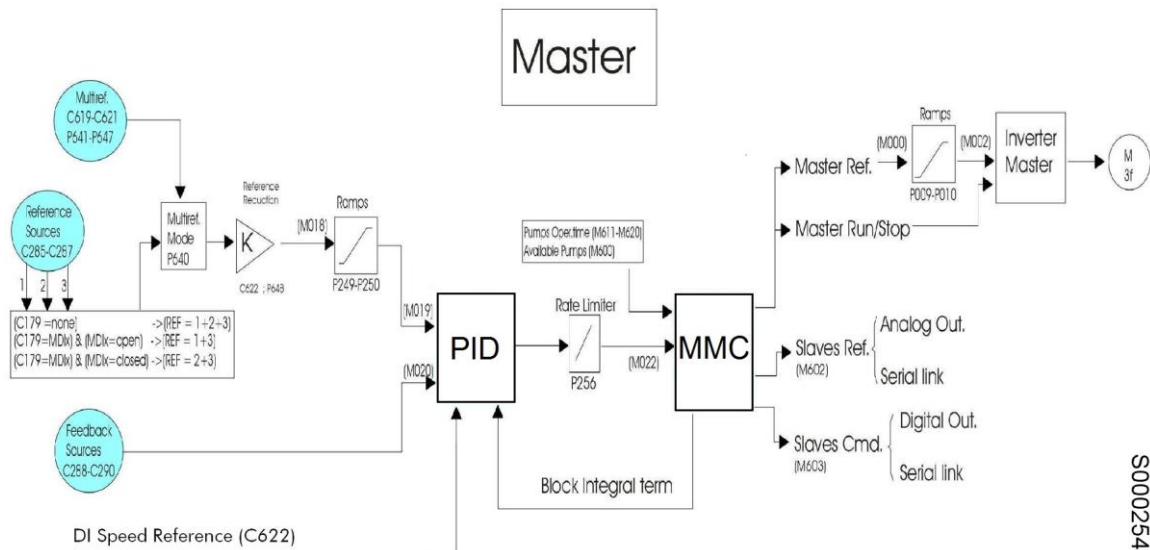 Master
Multiref.
C619-C621
P641-P647
Reference
Sources
C285-C287
1 2 3
(C179 =none) ->(REF = 1+2+3)
(C179=MDIx) & (MDIx=open) ->(REF = 1+3)
(C179=MDIx) & (MDIx=closed) ->(REF = 2+3)
Multiref.
Mode
P640
Reference
Reduction
K
C622 ; P648
(M018)
Ramps
P249-P250
(M019)
(M020)
Feedback
Sources
C288-C290
PID
Rate Limiter
P256
(M022)
Pumps Oper.time (M611-M620)
Available Pumps (M600)
MMC
Block Integral term
Master Ref.
(M000)
Ramps
P009-P010
(M002)
Inverter
Master
M
3f
Master Run/Stop
Slaves Ref.
(M602)
Analog Out.
Serial link
Slaves Cmd.
(M603)
Digital Out.
Serial link
DI Speed Reference (C622)
S000254